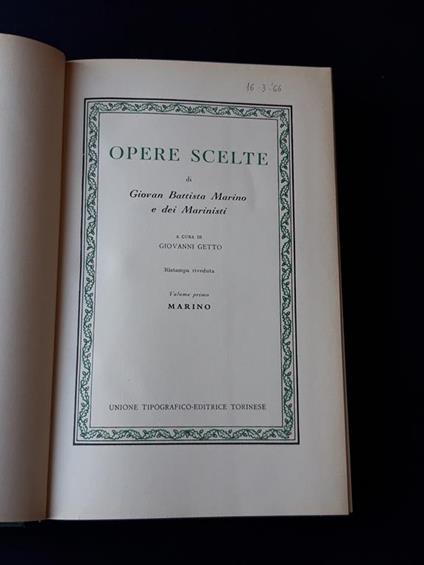 16-3-'66
OPERE SCELTE
di
Giovan Battista Marino
e dei Marinisti
A CURA DI
GIOVANNI GETTO
Ristampa riveduta
Volume primo
MARINO
UNIONE TIPOGRAFICO-EDITRICE TORINESE